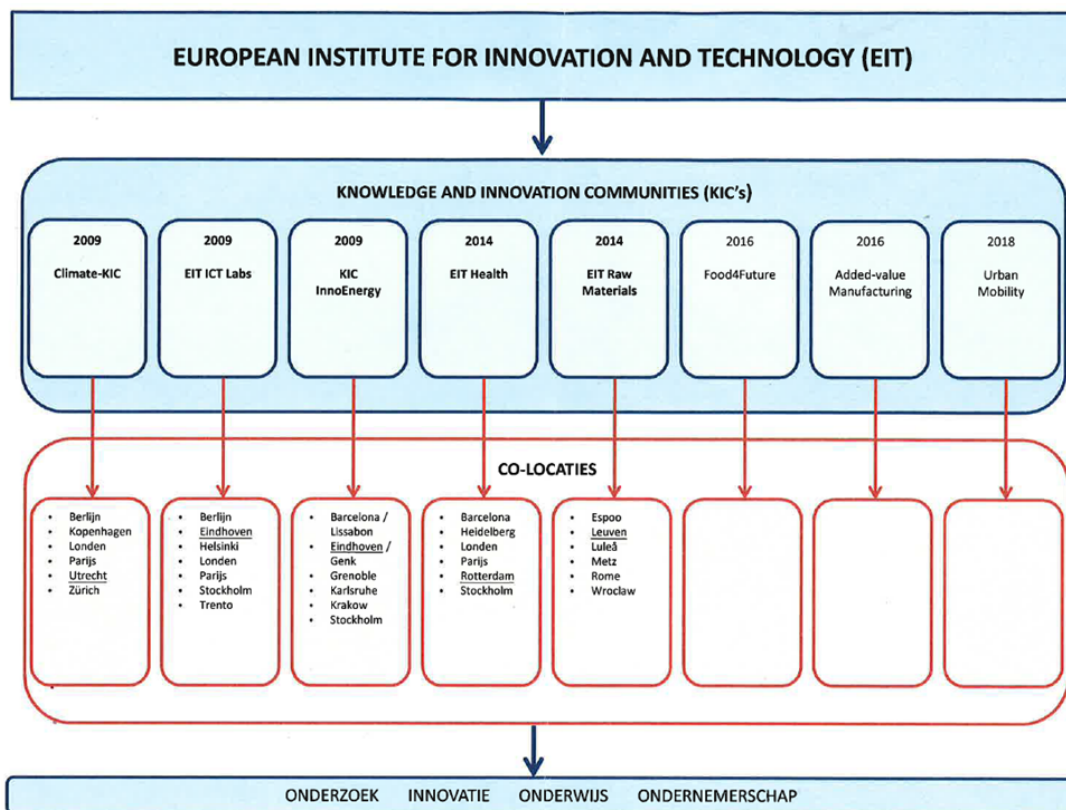 EUROPEAN INSTITUTE FOR INNOVATION AND TECHNOLOGY (EIT)
KNOWLEDGE AND INNOVATION COMMUNITIES (KIC's)
2009
Climate-KIC
2009
EIT ICT Labs
2009
KIC
InnoEnergy
2014
EIT Health
2014
EIT Raw
Materials
2016
Food4Future
2016
Added-value
Manufacturing
2018
Urban
Mobility
CO-LOCATIES
• Berlijn
• Kopenhagen
• Londen
• Parijs
• Utrecht
• Zürich
• Berlijn
• Eindhoven
• Helsinki
• Londen
• Parijs
• Stockholm
• Trento
• Barcelona /
Lissabon
• Eindhoven /
Genk
• Grenoble
• Karlsruhe
• Krakow
• Stockholm
• Barcelona
• Heidelberg
• Londen
• Parijs
• Rotterdam
• Stockholm
• Espoo
• Leuven
• Luleå
• Metz
• Rome
• Wroclaw
ONDERZOEK INNOVATIE ONDERWIJS ONDERNEMERSCHAP